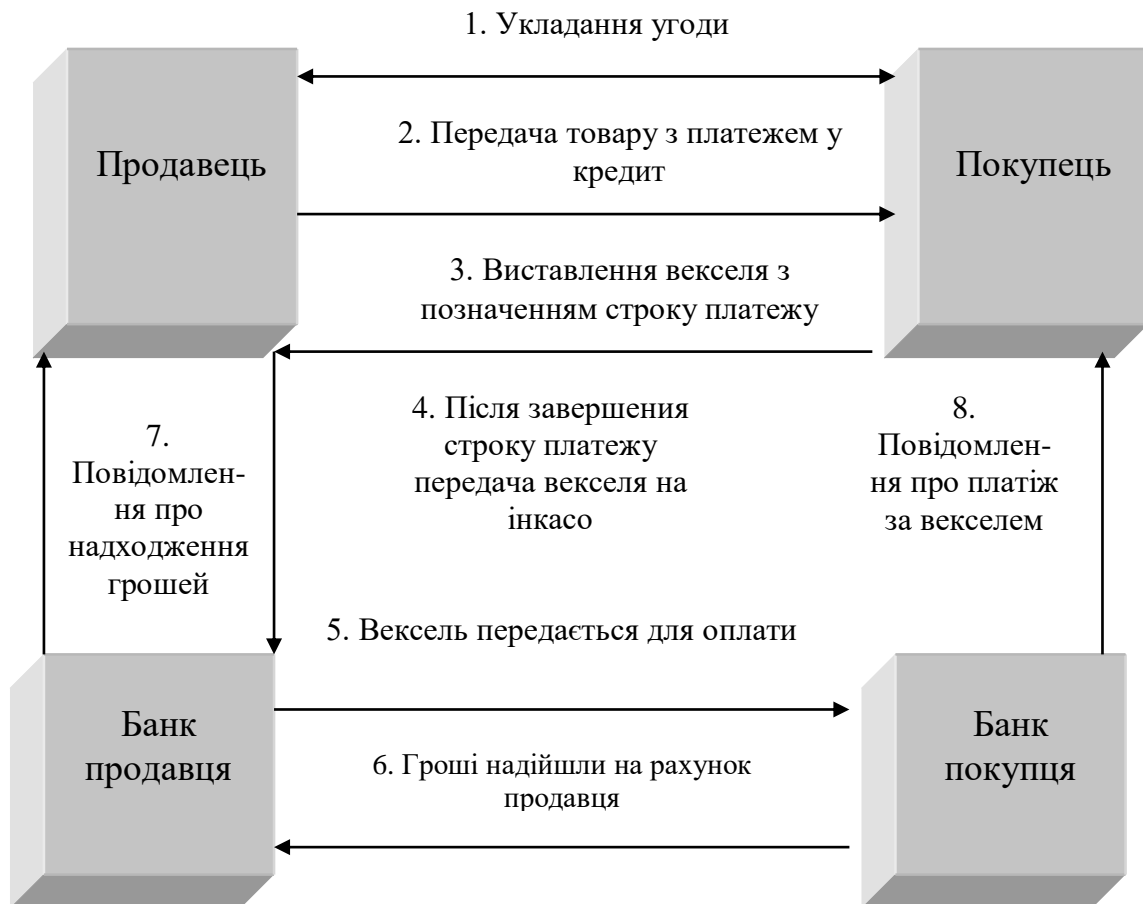 1. Укладання угоди
Продавець
2. Передача товару з платежем у
кредит
Покупець
3. Виставлення векселя з
позначенням строку платежу
7.
Повідомлен-
ня про
надходження
грошей
4. Після завершення
строку платежу
передача векселя на
інкасо
8.
Повідомлен-
ня про платіж
за векселем
5. Вексель передається для оплати
Банк
продавця
6. Гроші надійшли на рахунок
продавця
Банк
покупця